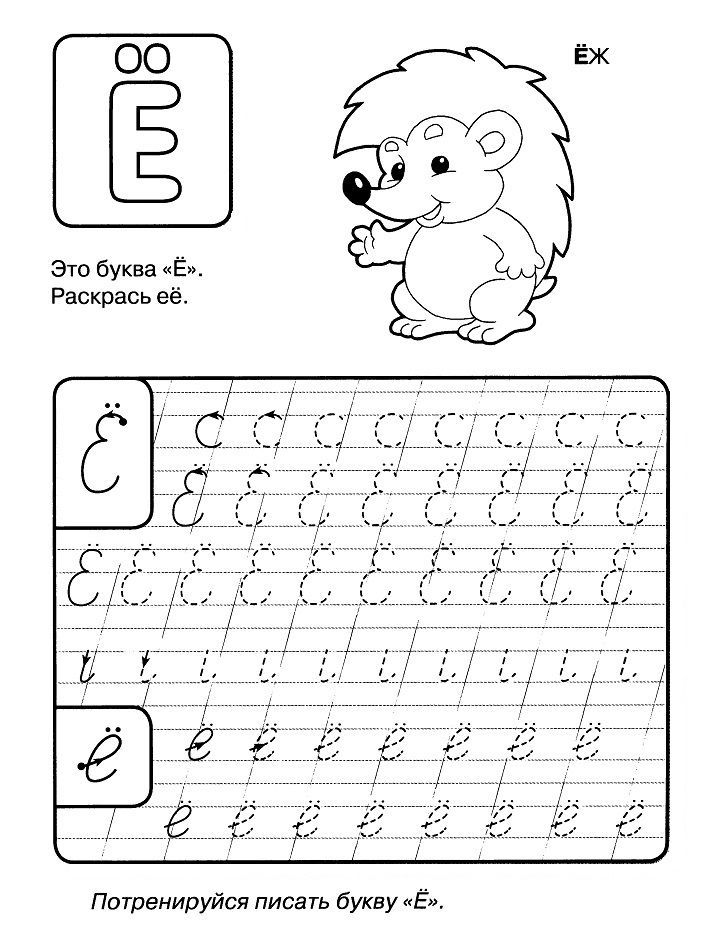 Ё
ЁЖ
Это буква «Ё».
Раскрась её.
Ё
Ё Ё Ё Ё Ё Ё Ё Ё
Ё Ё Ё Ё Ё Ё Ё Ё Ё Ё
ё
ё ё ё ё ё ё ё
ё ё ё ё ё ё ё ё
Потренируйся писать букву «Ё».